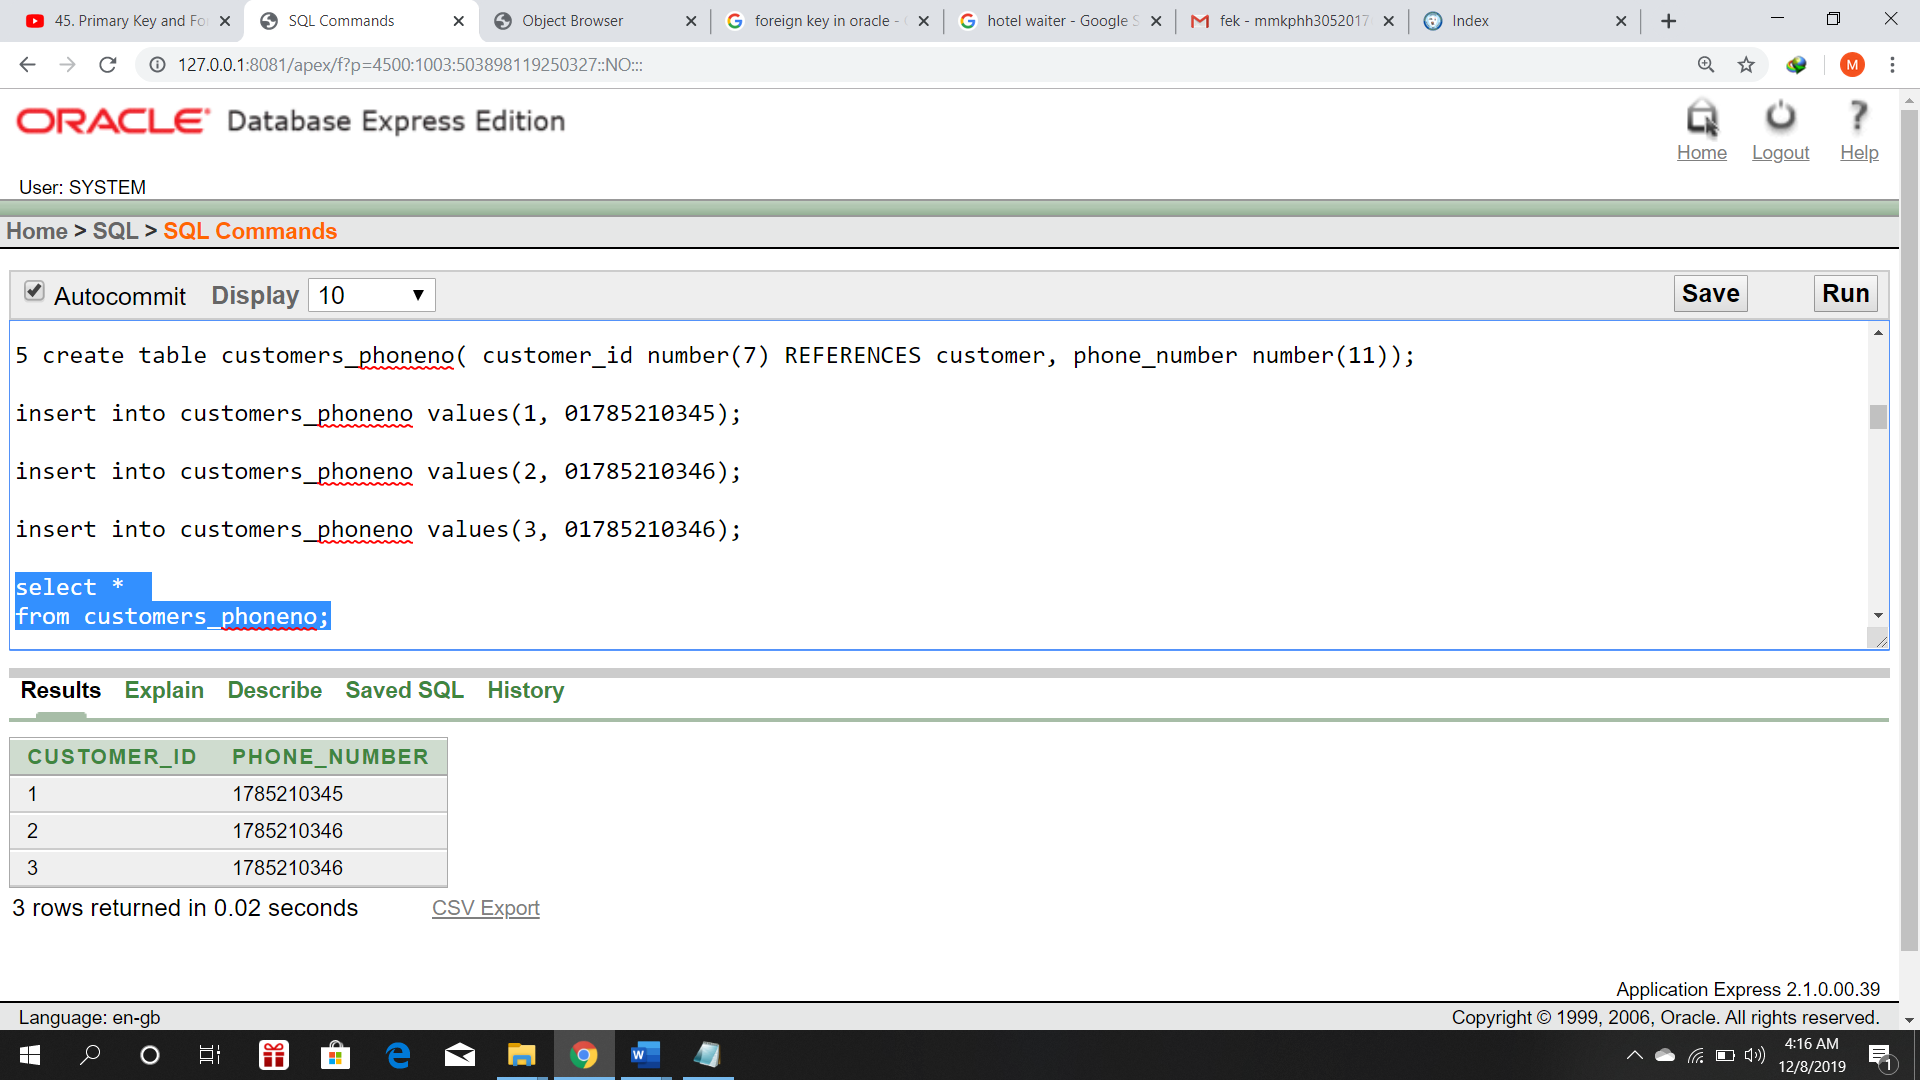 45. Primary Key and Fo
SQL Commands
Object Browser
foreign key in oracle -
hotel waiter - Google S
fek - mmkphh3052017
Index
127.0.0.1:8081/apex/f?p=4500:1003:503898119250327::NO:::
M
ORACLE Database Express Edition
Home
Logout
Help
User: SYSTEM
Home > SQL > SQL Commands
Autocommit Display 10 Save Run
5 create table customers_phoneno( customer_id number(7) REFERENCES customer, phone_number number(11));
insert into customers_phoneno values(1, 01785210345);
insert into customers_phoneno values(2, 01785210346);
insert into customers_phoneno values(3, 01785210346);
select *
from customers_phoneno;
Results Explain Describe Saved SQL History
CUSTOMER_ID PHONE_NUMBER
1 1785210345
2 1785210346
3 1785210346
3 rows returned in 0.02 seconds CSV Export
Application Express 2.1.0.00.39
Language: en-gb Copyright © 1999, 2006, Oracle. All rights reserved.
4:16 AM
12/8/2019
1